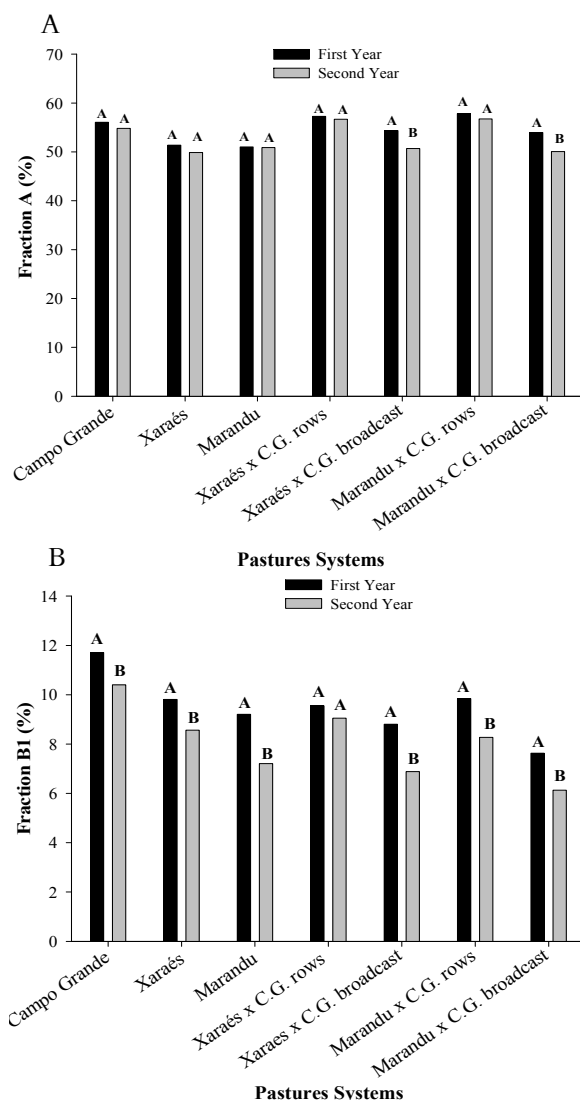 A
70
60
50
40
30
20
10
0
Fraction A (%)
First Year
Second Year
A A A A A A A A A B A A A B
Campo Grande
Xaraés
Marandu
Xaraés x C.G. rows
Xaraés x C.G. broadcast
Marandu x C.G. rows
Marandu x C.G. broadcast
Pastures Systems
B
14
12
10
8
6
4
2
0
Fraction B1 (%)
First Year
Second Year
A B A B A B A A A B A B A B
Campo Grande
Xaraés
Marandu
Xaraés x C.G. rows
Xaraes x C.G. broadcast
Marandu x C.G. rows
Marandu x C.G. broadcast
Pastures Systems